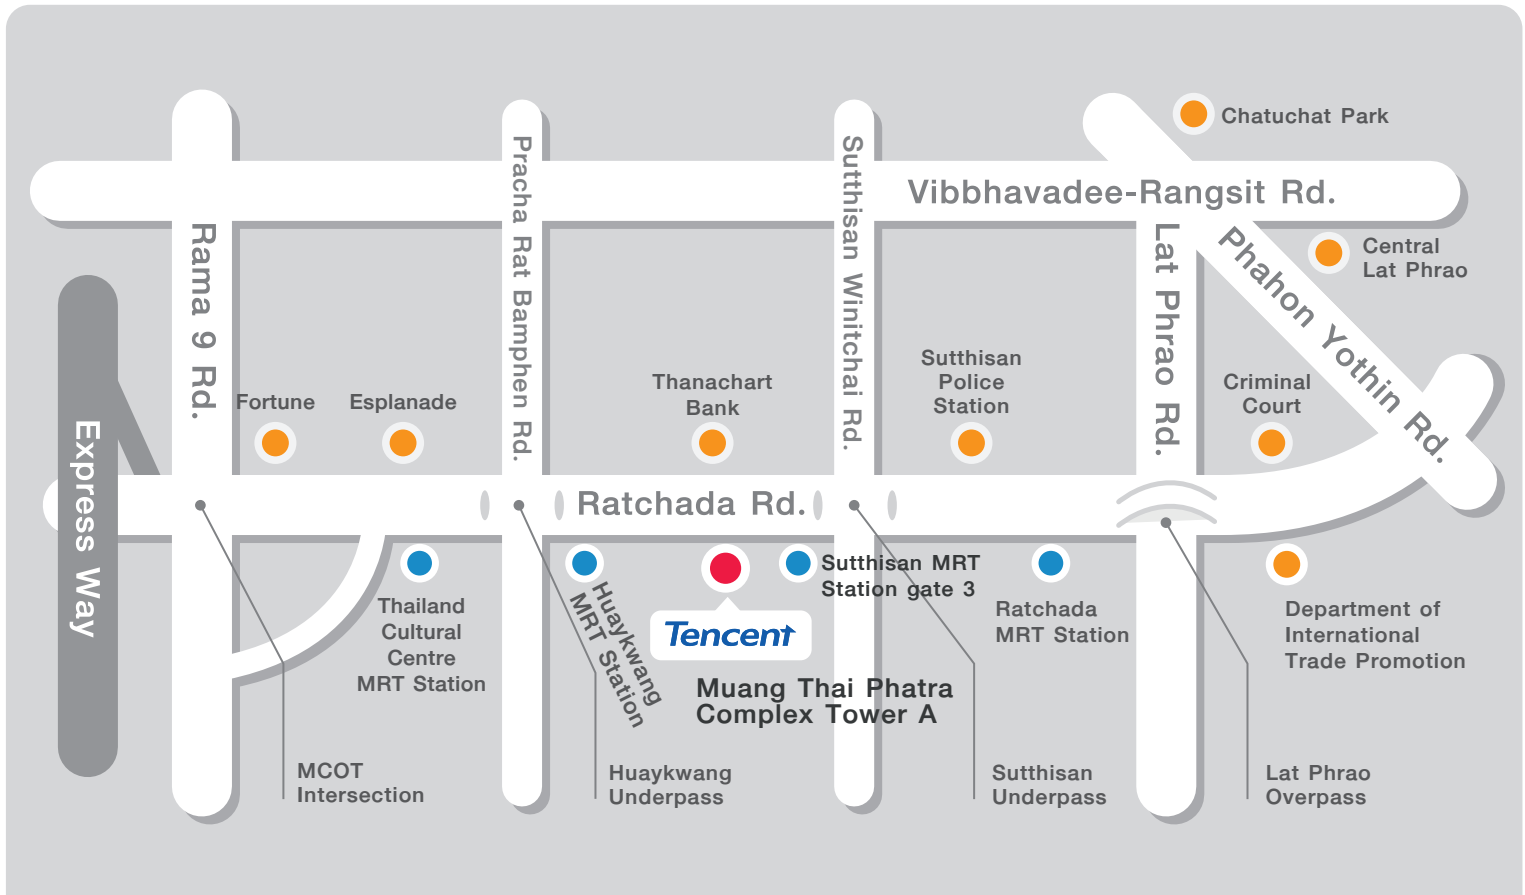 Chatuchat Park
Vibbhavadee-Rangsit Rd.
Pracha Rat Bamphen Rd.
Sutthisan Winitchai Rd.
Rama 9 Rd.
Lat Phrao Rd.
Phahon Yothin Rd.
Central
Lat Phrao
Express Way
Fortune
Esplanade
Thanachart
Bank
Sutthisan
Police
Station
Criminal
Court
Ratchada Rd.
Thailand
Cultural
Centre
MRT Station
Huaykwang
MRT Station
Tencent
Muang Thai Phatra
Complex Tower A
Sutthisan MRT
Station gate 3
Ratchada
MRT Station
Department of
International
Trade Promotion
MCOT
Intersection
Huaykwang
Underpass
Sutthisan
Underpass
Lat Phrao
Overpass